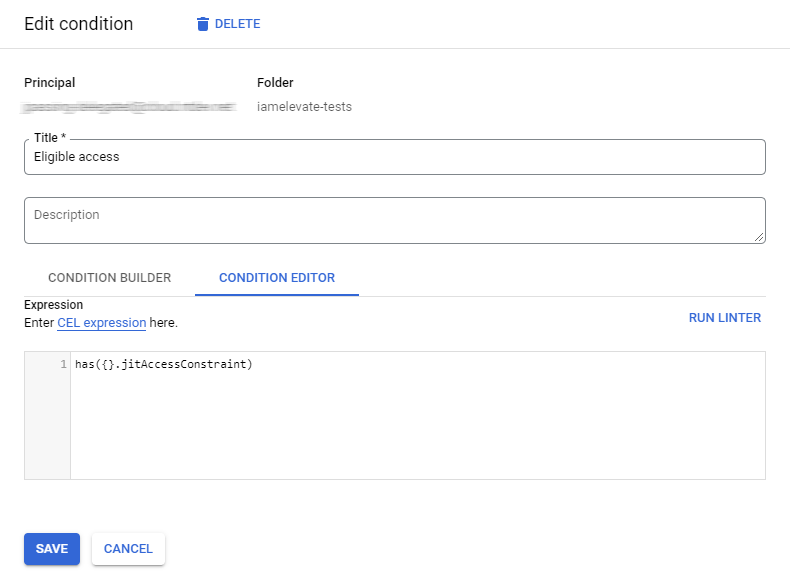 Edit condition
DELETE
Principal
Folder
iamelevate-tests
Title *
Eligible access
Description
CONDITION BUILDER
CONDITION EDITOR
Expression
Enter CEL expression here.
RUN LINTER
1
has({}.jitAccessConstraint)
SAVE
CANCEL